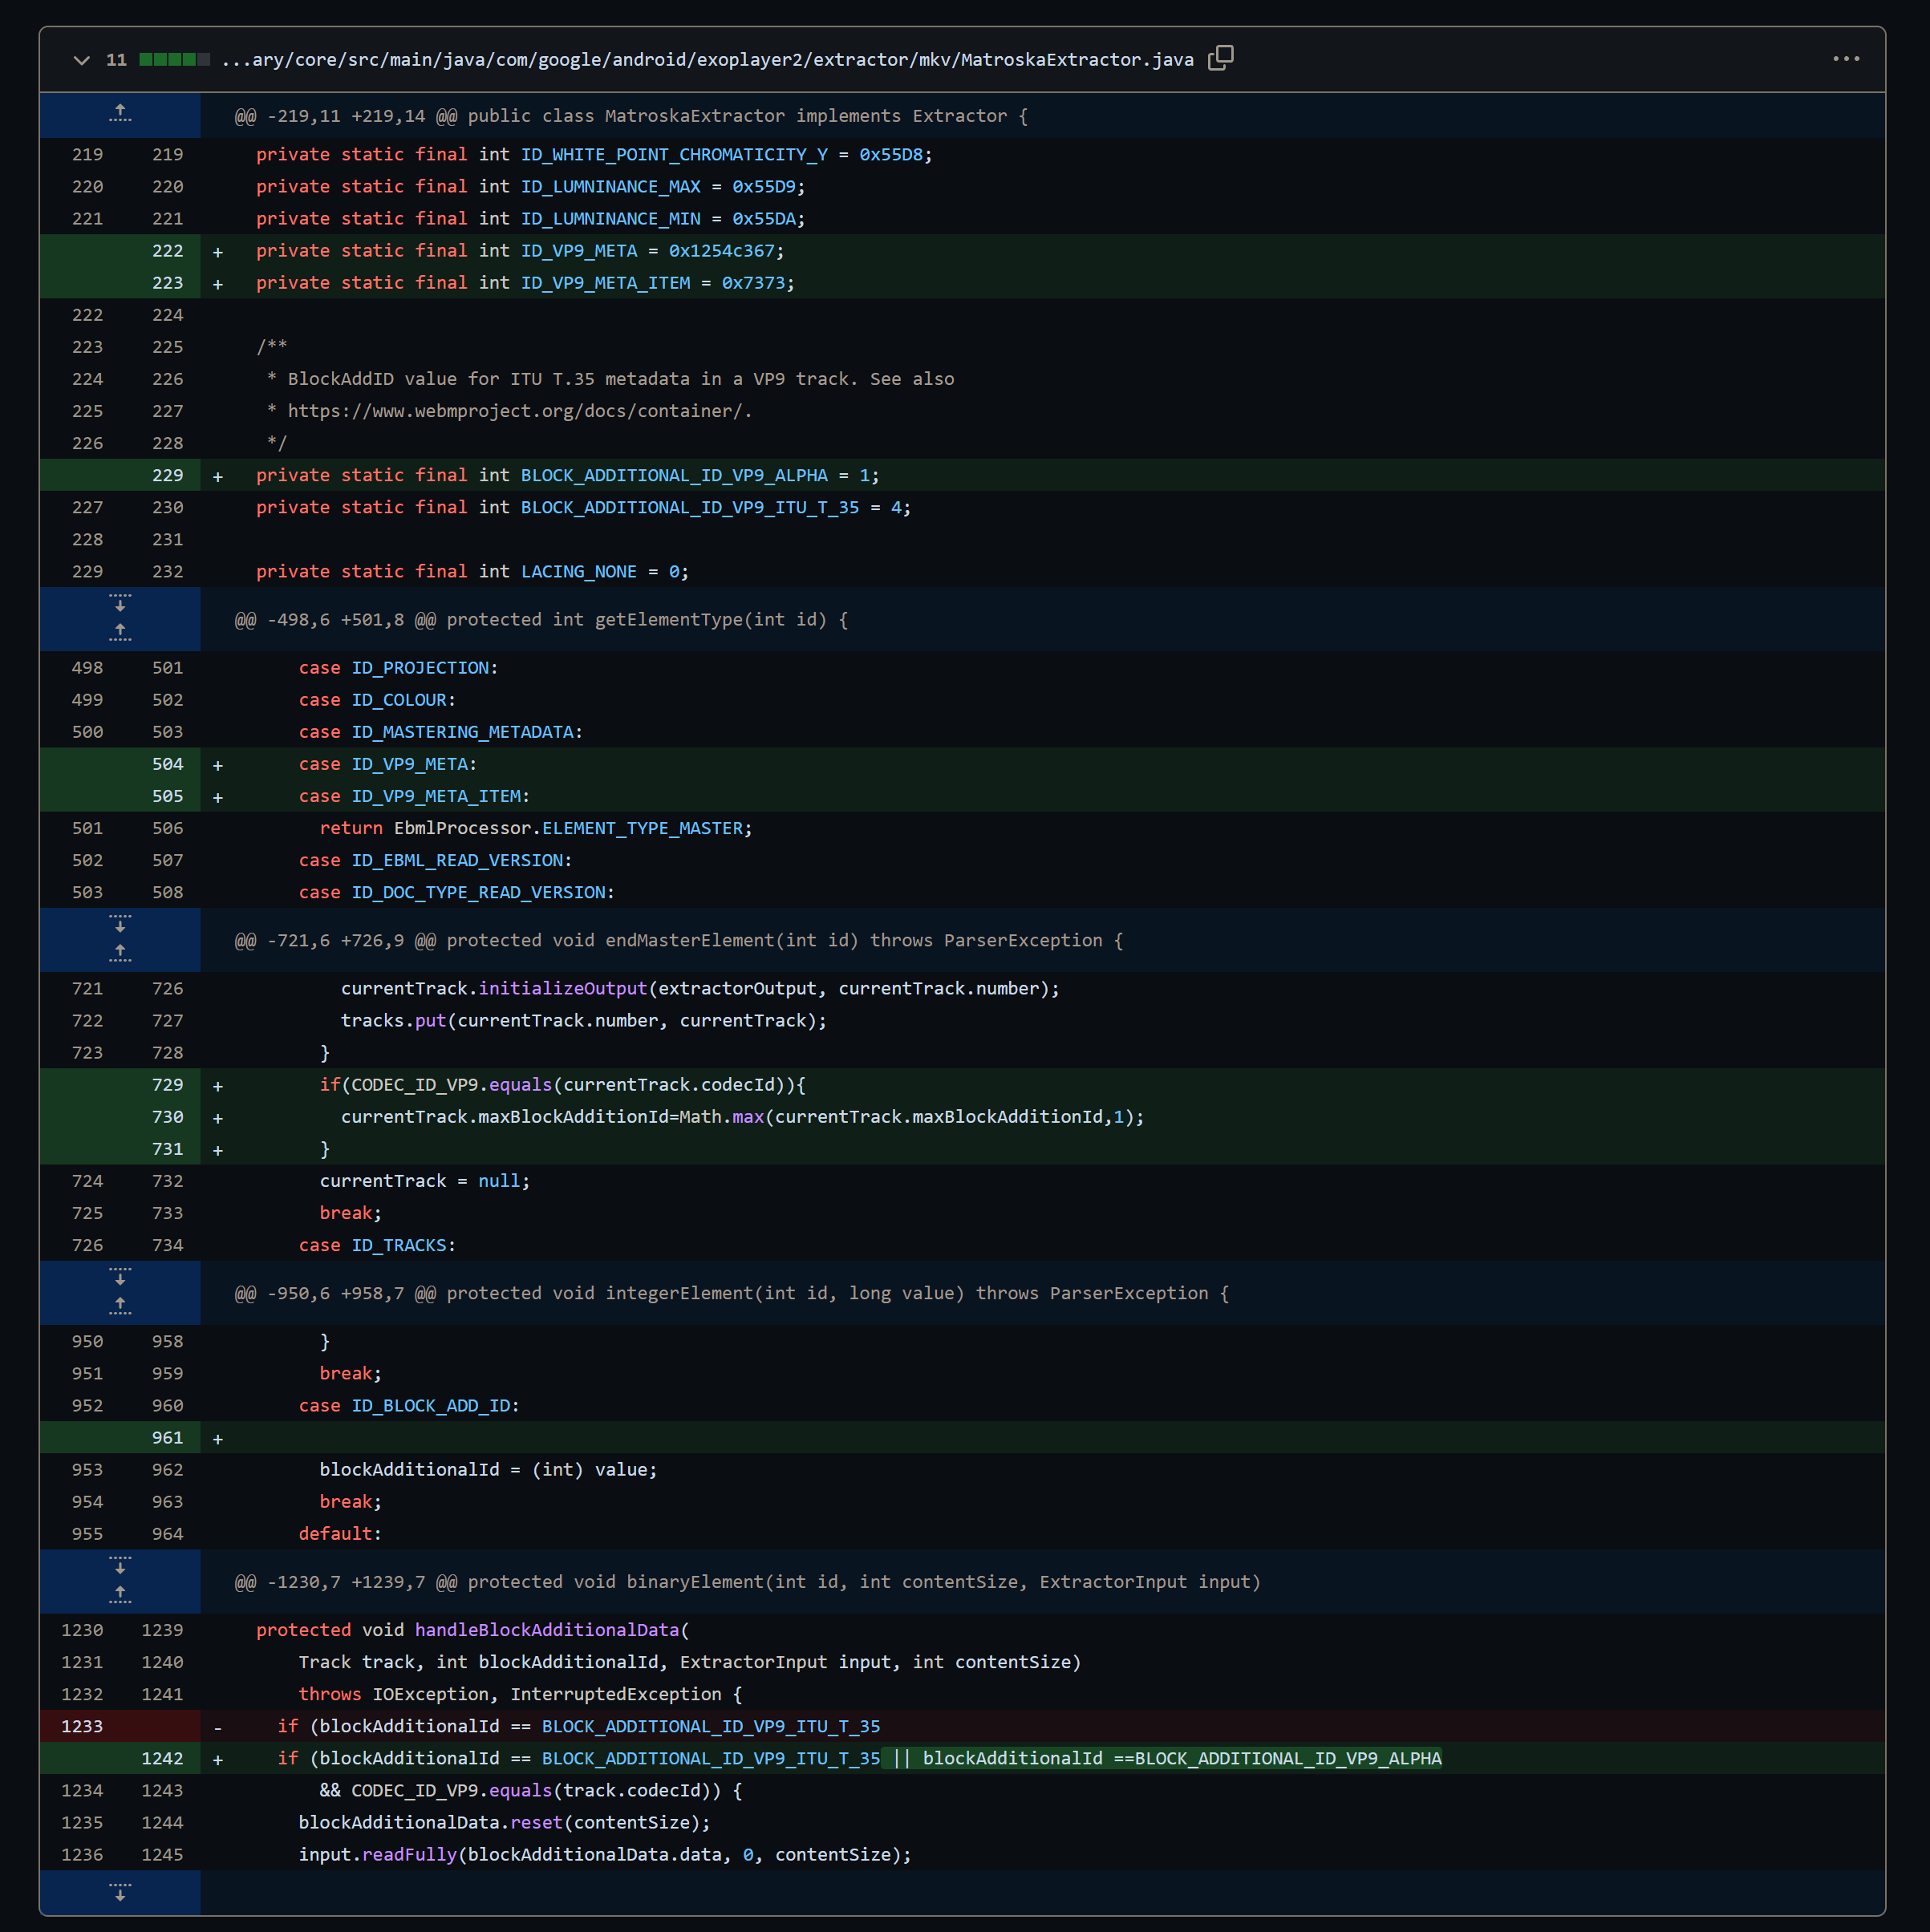 11 ...ary/core/src/main/java/com/google/android/exoplayer2/extractor/mkv/MatroskaExtractor.java
@@ -219,11 +219,14 @@ public class MatroskaExtractor implements Extractor {
219 219 private static final int ID_WHITE_POINT_CHROMATICITY_Y = 0x55D8;
220 220 private static final int ID_LUMNINANCE_MAX = 0x55D9;
221 221 private static final int ID_LUMNINANCE_MIN = 0x55DA;
222 + private static final int ID_VP9_META = 0x1254c367;
223 + private static final int ID_VP9_META_ITEM = 0x7373;
222 224
223 225 /**
224 226 * BlockAddID value for ITU T.35 metadata in a VP9 track. See also
225 227 * https://www.webmproject.org/docs/container/.
226 228 */
229 + private static final int BLOCK_ADDITIONAL_ID_VP9_ALPHA = 1;
227 230 private static final int BLOCK_ADDITIONAL_ID_VP9_ITU_T_35 = 4;
228 231
229 232 private static final int LACING_NONE = 0;
@@ -498,6 +501,8 @@ protected int getElementType(int id) {
498 501 case ID_PROJECTION:
499 502 case ID_COLOUR:
500 503 case ID_MASTERING_METADATA:
504 + case ID_VP9_META:
505 + case ID_VP9_META_ITEM:
501 506 return EbmlProcessor.ELEMENT_TYPE_MASTER;
502 507 case ID_EBML_READ_VERSION:
503 508 case ID_DOC_TYPE_READ_VERSION:
@@ -721,6 +726,9 @@ protected void endMasterElement(int id) throws ParserException {
721 726 currentTrack.initializeOutput(extractorOutput, currentTrack.number);
722 727 tracks.put(currentTrack.number, currentTrack);
723 728 }
729 + if(CODEC_ID_VP9.equals(currentTrack.codecId)){
730 + currentTrack.maxBlockAdditionId=Math.max(currentTrack.maxBlockAdditionId,1);
731 + }
724 732 currentTrack = null;
725 733 break;
726 734 case ID_TRACKS:
@@ -950,6 +958,7 @@ protected void integerElement(int id, long value) throws ParserException {
950 958 }
951 959 break;
952 960 case ID_BLOCK_ADD_ID:
961 +
953 962 blockAdditionalId = (int) value;
954 963 break;
955 964 default:
@@ -1230,7 +1239,7 @@ protected void binaryElement(int id, int contentSize, ExtractorInput input)
1230 1239 protected void handleBlockAdditionalData(
1231 1240 Track track, int blockAdditionalId, ExtractorInput input, int contentSize)
1232 1241 throws IOException, InterruptedException {
1233 - if (blockAdditionalId == BLOCK_ADDITIONAL_ID_VP9_ITU_T_35
1242 + if (blockAdditionalId == BLOCK_ADDITIONAL_ID_VP9_ITU_T_35 || blockAdditionalId ==BLOCK_ADDITIONAL_ID_VP9_ALPHA
1234 1243 && CODEC_ID_VP9.equals(track.codecId)) {
1235 1244 blockAdditionalData.reset(contentSize);
1236 1245 input.readFully(blockAdditionalData.data, 0, contentSize);